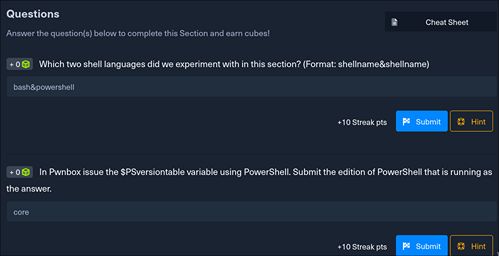 Questions
Cheat Sheet
Answer the question(s) below to complete this Section and earn cubes!
+ 0 Which two shell languages did we experiment with in this section? (Format: shellname&shellname)
bash&powershell
+10 Streak pts Submit Hint
+ 0 In Pwnbox issue the $PSversiontable variable using PowerShell. Submit the edition of PowerShell that is running as
the answer.
core
+10 Streak pts Submit Hint